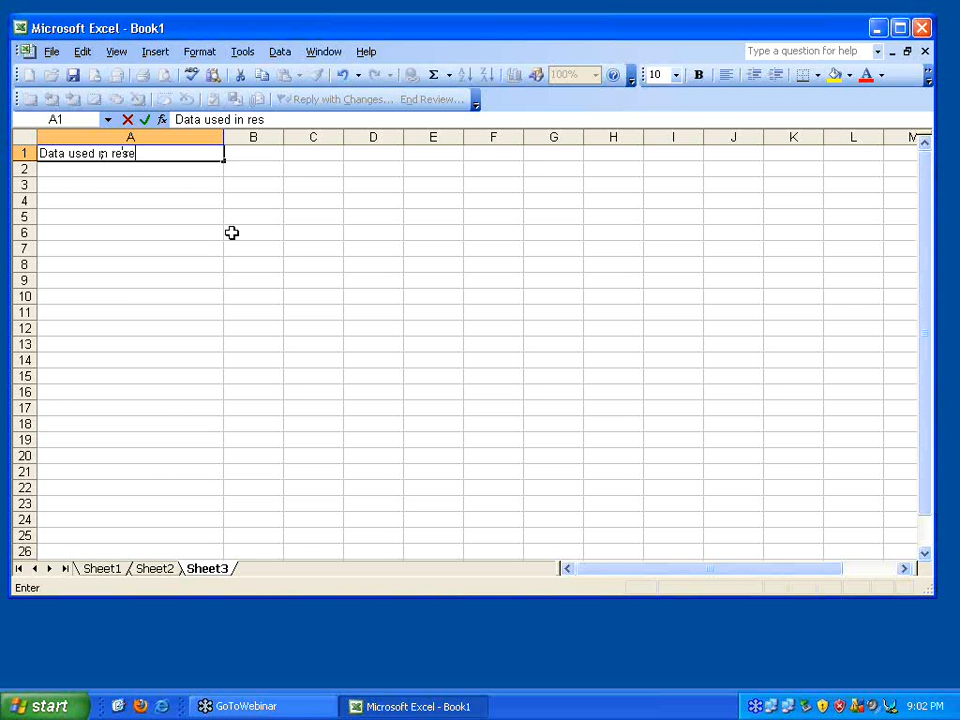 Microsoft Excel - Book1
File Edit View Insert Format Tools Data Window Help Type a question for help
100% 10 B A
Reply with Changes... End Review...
A1 fx Data used in res
A B C D E F G H I J K L M
1 Data used in rese
2
3
4
5
6
7
8
9
10
11
12
13
14
15
16
17
18
19
20
21
22
23
24
25
26
Sheet1 Sheet2 Sheet3
Enter
start GoToWebinar Microsoft Excel - Book1 9:02 PM